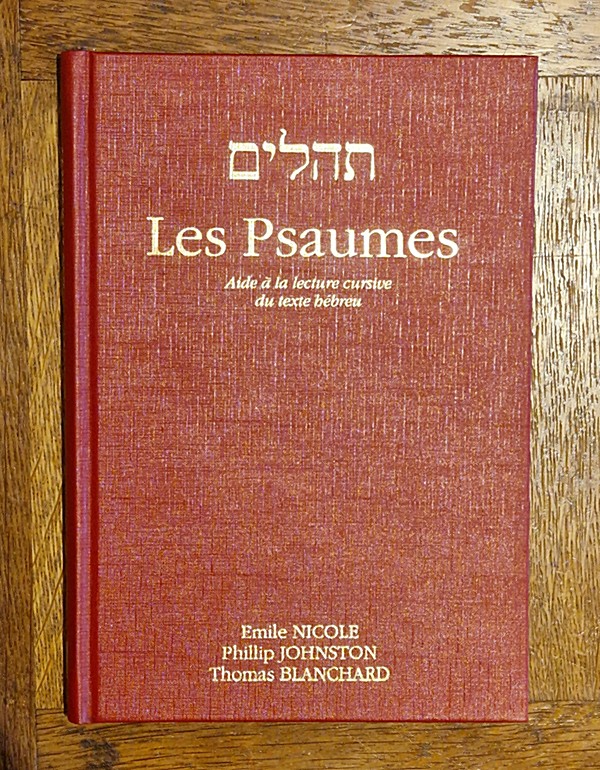 תהלים
Les Psaumes
Aide à la lecture cursive
du texte hébreu
Emile NICOLE
Phillip JOHNSTON
Thomas BLANCHARD